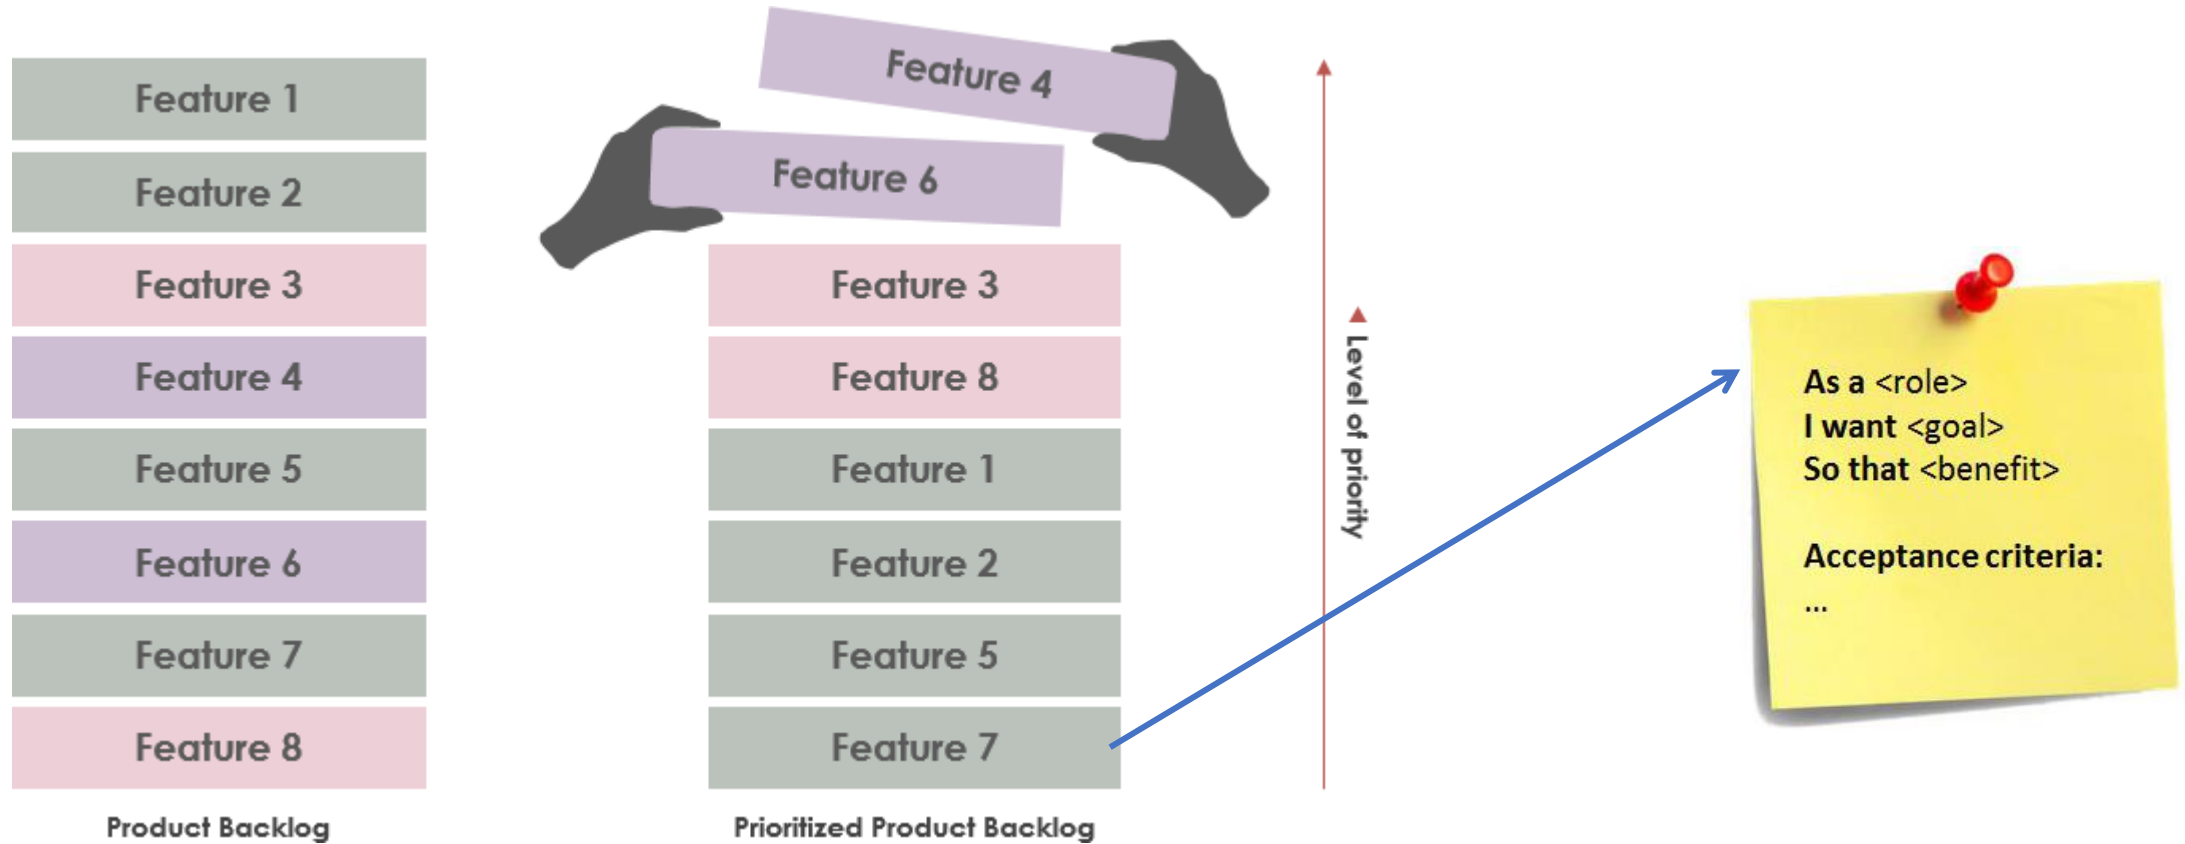 Feature 1
Feature 2
Feature 3
Feature 4
Feature 5
Feature 6
Feature 7
Feature 8
Product Backlog
Feature 4
Feature 6
Feature 3
Feature 8
Feature 1
Feature 2
Feature 5
Feature 7
Prioritized Product Backlog
Level of priority
As a <role>
I want <goal>
So that <benefit>
Acceptance criteria:
...